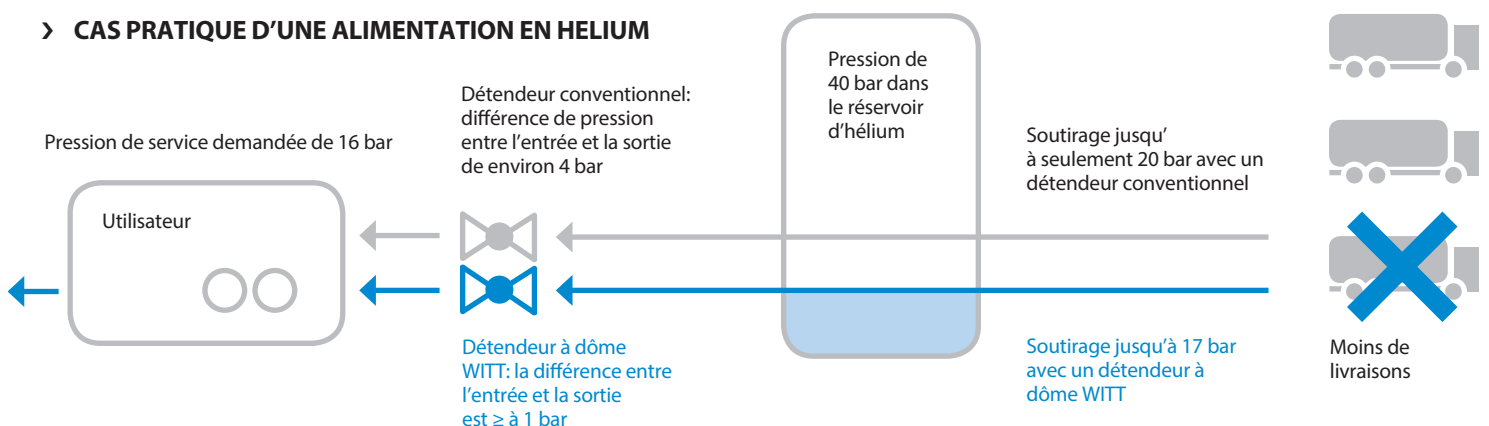 › CAS PRATIQUE D'UNE ALIMENTATION EN HELIUM
Pression de service demandée de 16 bar
Utilisateur
Détendeur conventionnel:
différence de pression
entre l'entrée et la sortie
de environ 4 bar
Détendeur à dôme
WITT: la différence entre
l'entrée et la sortie
est ≥ à 1 bar
Pression de
40 bar dans
le réservoir
d'hélium
Soutirage jusqu'
à seulement 20 bar avec un
détendeur conventionnel
Soutirage jusqu'à 17 bar
avec un détendeur à
dôme WITT
Moins de
livraisons